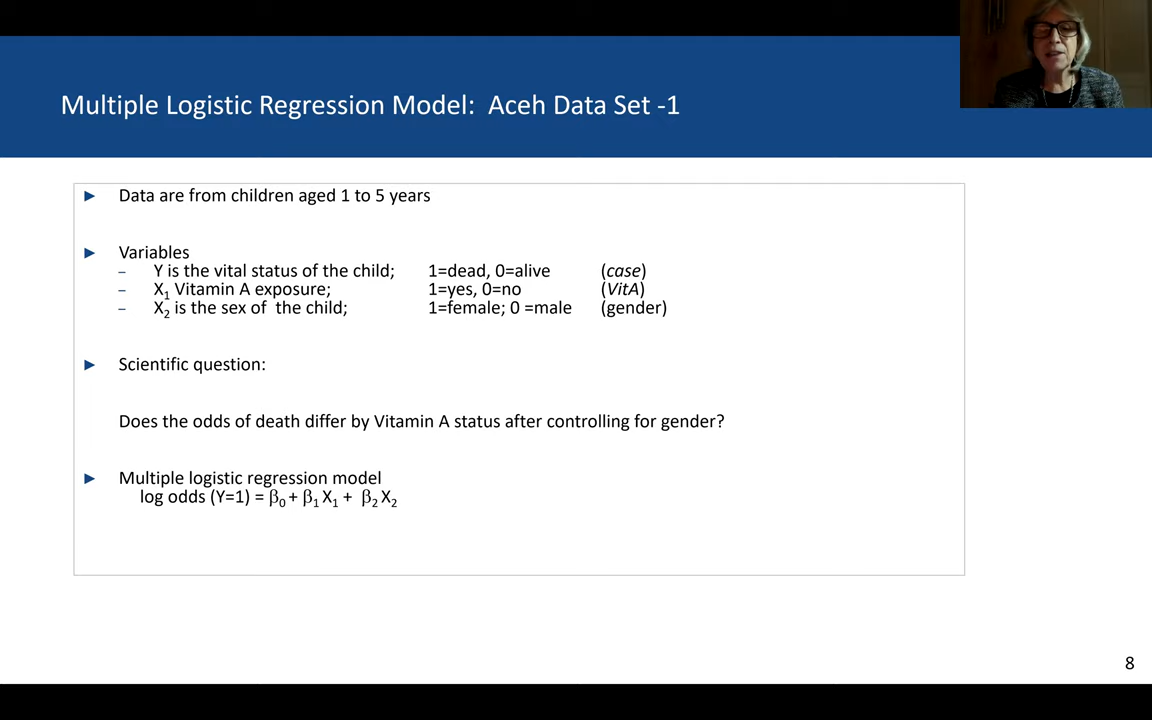 Multiple Logistic Regression Model: Aceh Data Set -1
► Data are from children aged 1 to 5 years
► Variables
– Y is the vital status of the child; 1=dead, 0=alive (case)
– X₁ Vitamin A exposure; 1=yes, 0=no (VitA)
– X₂ is the sex of the child; 1=female; 0 =male (gender)
► Scientific question:
Does the odds of death differ by Vitamin A status after controlling for gender?
► Multiple logistic regression model
log odds (Y=1) = β₀ + β₁ X₁ + β₂ X₂
8